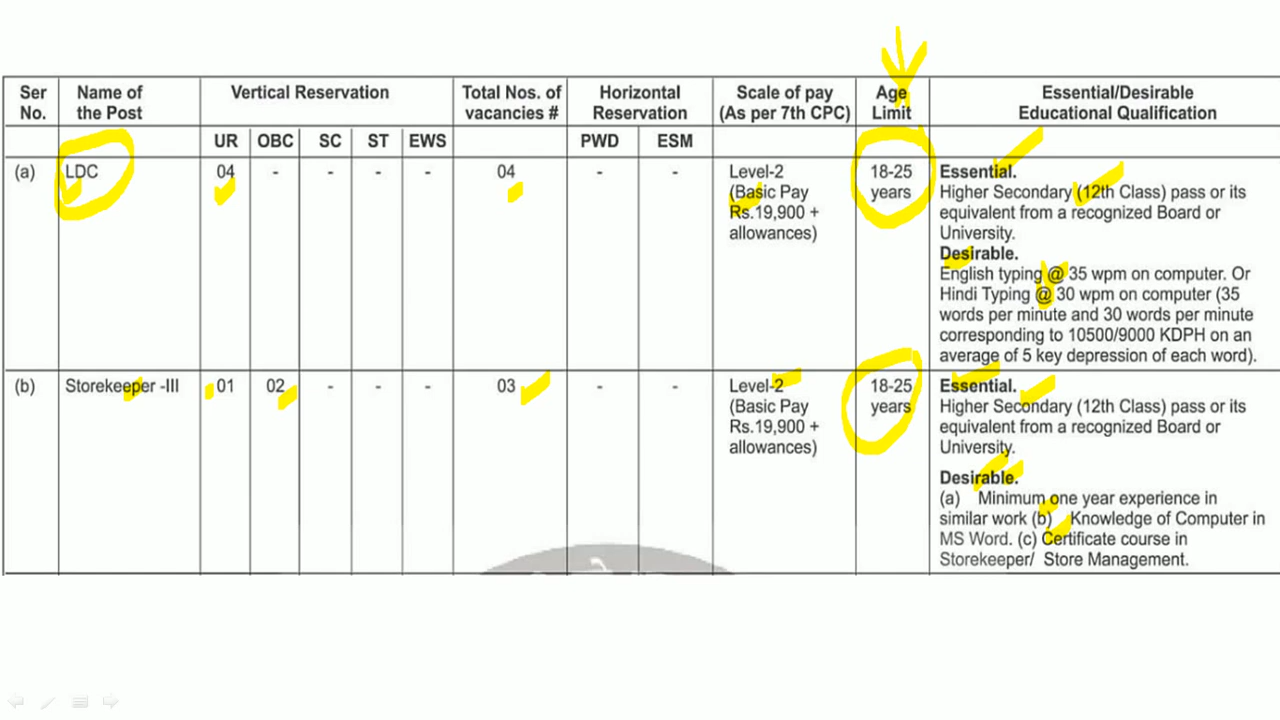 Ser No. Name of the Post Vertical Reservation Total Nos. of vacancies # Horizontal Reservation Scale of pay (As per 7th CPC) Age Limit Essential/Desirable Educational Qualification
UR OBC SC ST EWS PWD ESM
(a) LDC 04 - - - - 04 - - Level-2 18-25 Essential.
(Basic Pay years Higher Secondary (12th Class) pass or its
Rs.19,900 + equivalent from a recognized Board or
allowances) University.
Desirable.
English typing @ 35 wpm on computer. Or
Hindi Typing @ 30 wpm on computer (35
words per minute and 30 words per minute
corresponding to 10500/9000 KDPH on an
average of 5 key depression of each word).
(b) Storekeeper -III 01 02 - - - 03 - - Level-2 18-25 Essential.
(Basic Pay years Higher Secondary (12th Class) pass or its
Rs.19,900 + equivalent from a recognized Board or
allowances) University.
Desirable.
(a) Minimum one year experience in
similar work (b) Knowledge of Computer in
MS Word. (c) Certificate course in
Storekeeper/ Store Management.